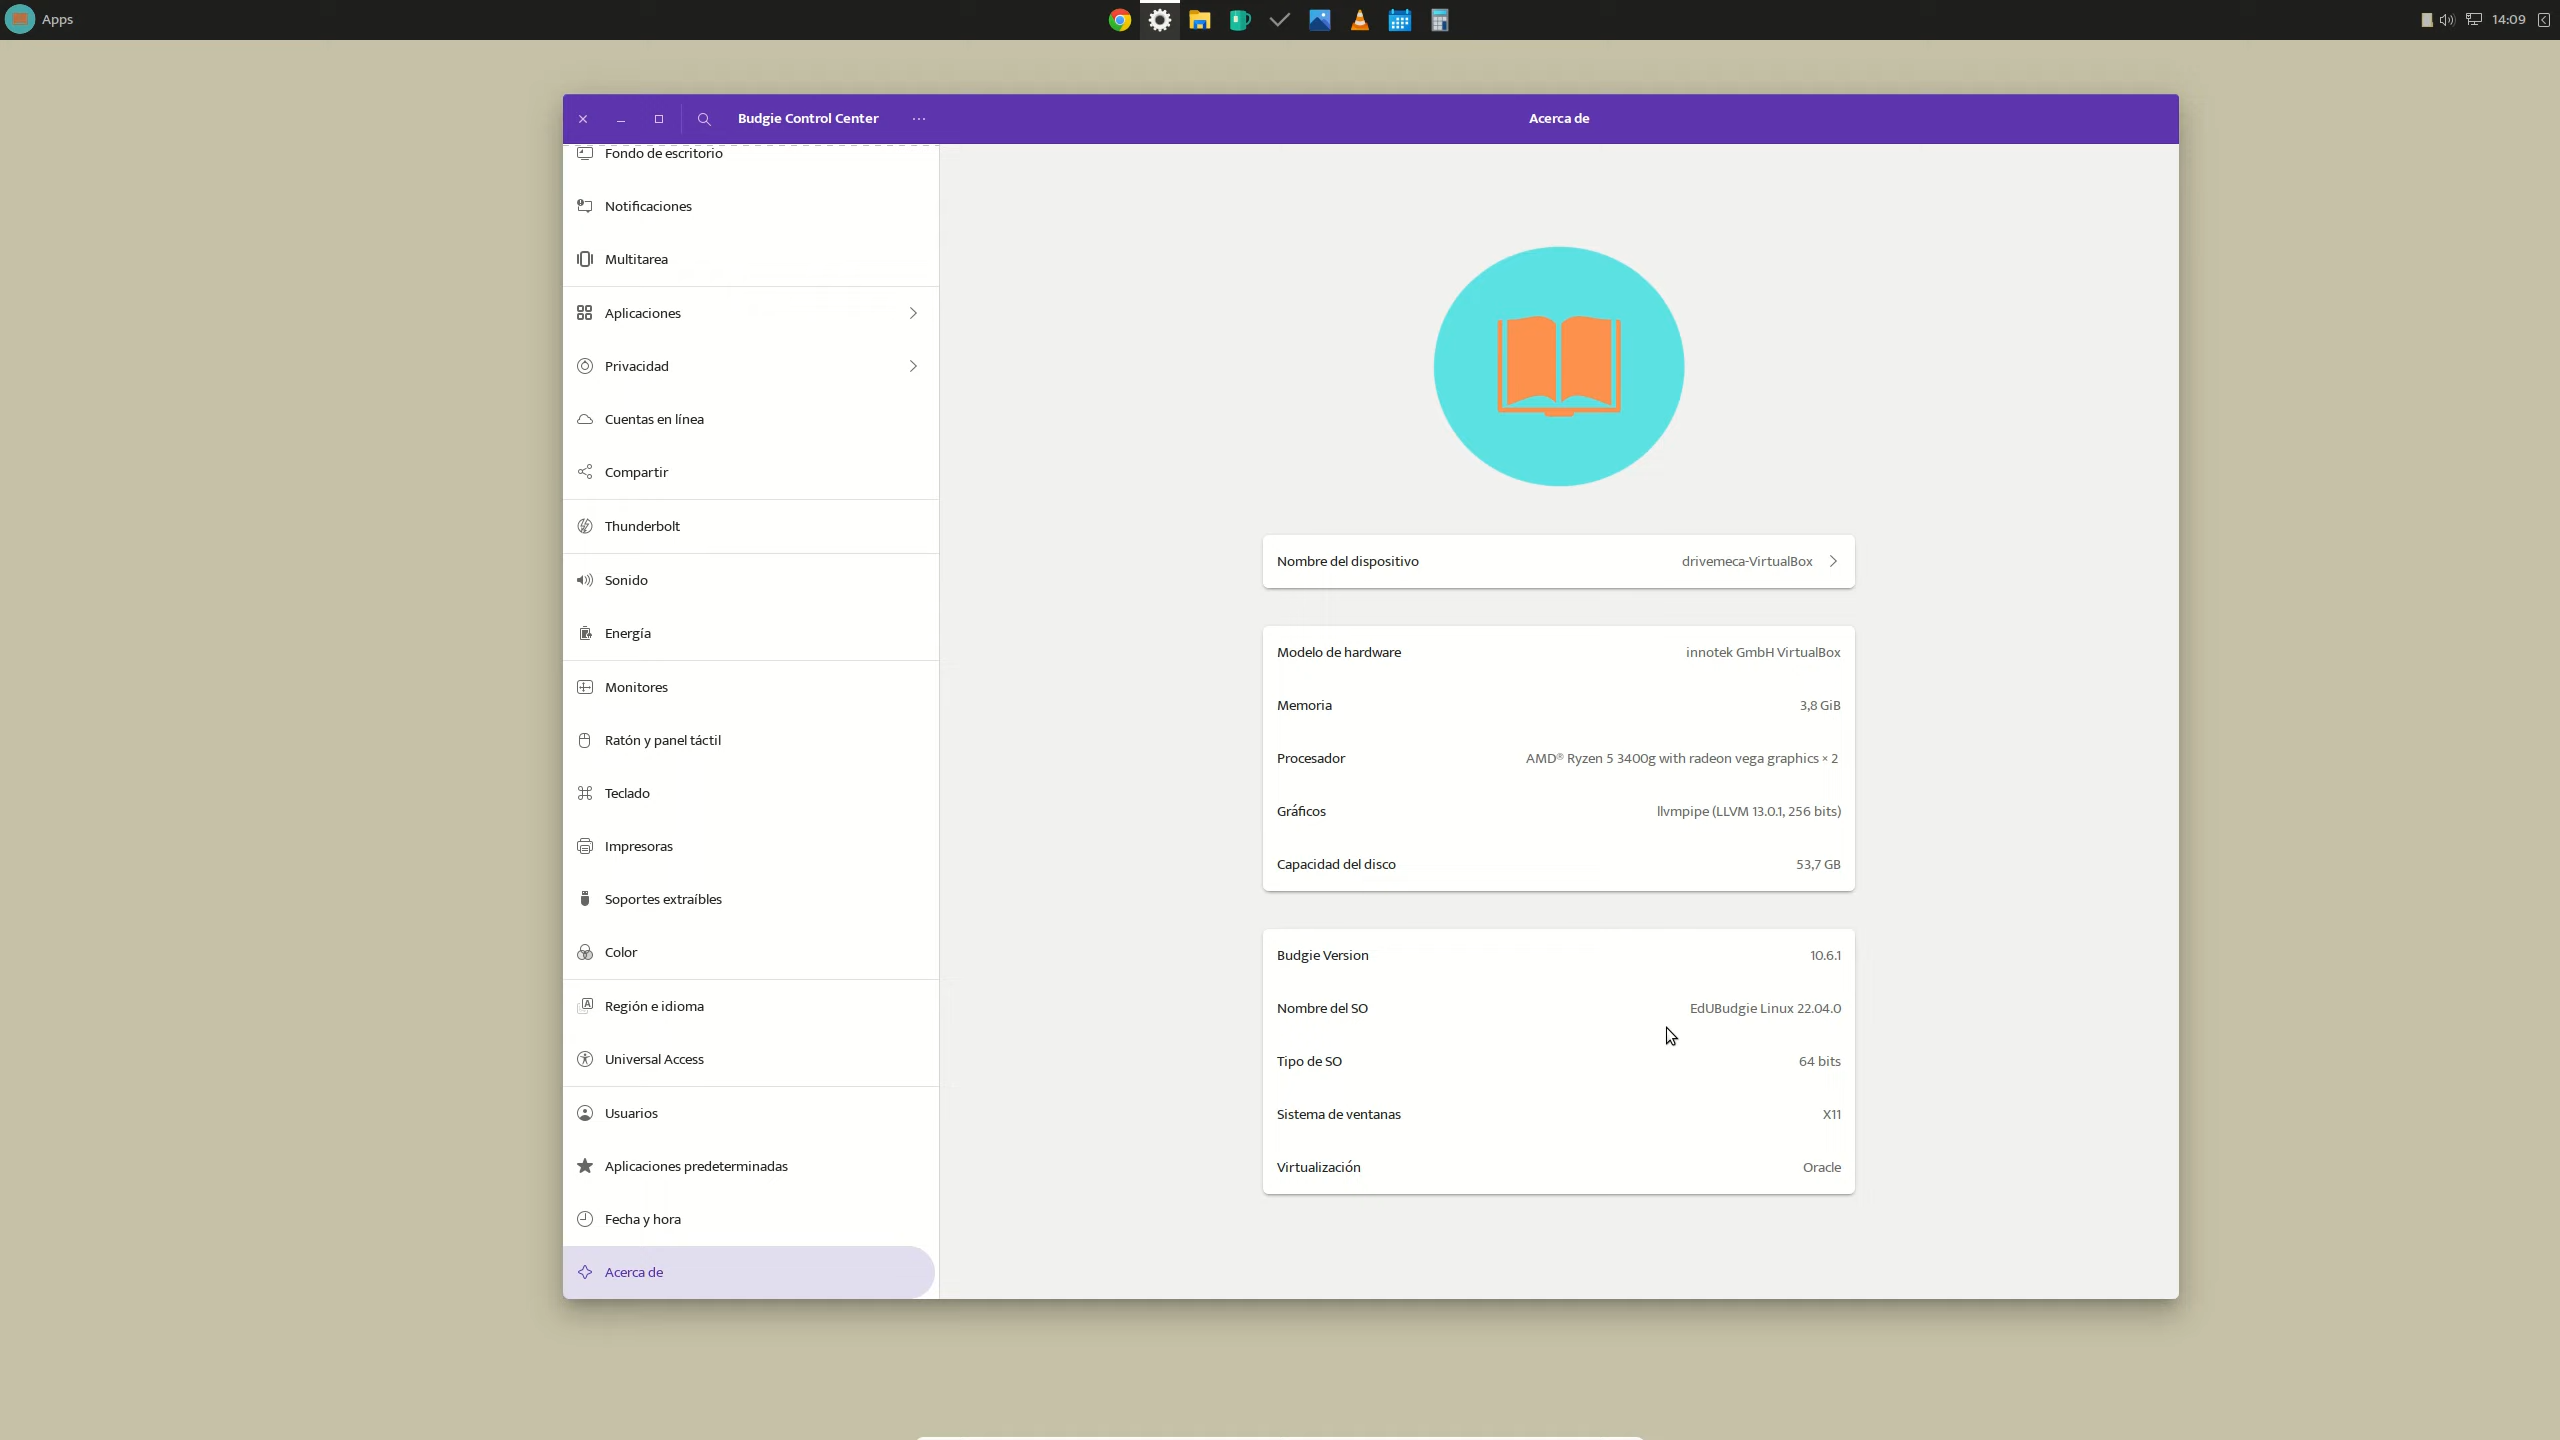 Apps
14:09
Budgie Control Center
Acerca de
Fondo de escritorio
Notificaciones
Multitarea
Aplicaciones
Privacidad
Cuentas en línea
Compartir
Thunderbolt
Sonido
Energía
Monitores
Ratón y panel táctil
Teclado
Impresoras
Soportes extraíbles
Color
Región e idioma
Universal Access
Usuarios
Aplicaciones predeterminadas
Fecha y hora
Acerca de
Nombre del dispositivo drivemeca-VirtualBox
Modelo de hardware innotek GmbH VirtualBox
Memoria 3,8 GiB
Procesador AMD® Ryzen 5 3400g with radeon vega graphics × 2
Gráficos llvmpipe (LLVM 13.0.1, 256 bits)
Capacidad del disco 53,7 GB
Budgie Version 10.6.1
Nombre del SO EdUBudgie Linux 22.04.0
Tipo de SO 64 bits
Sistema de ventanas X11
Virtualización Oracle